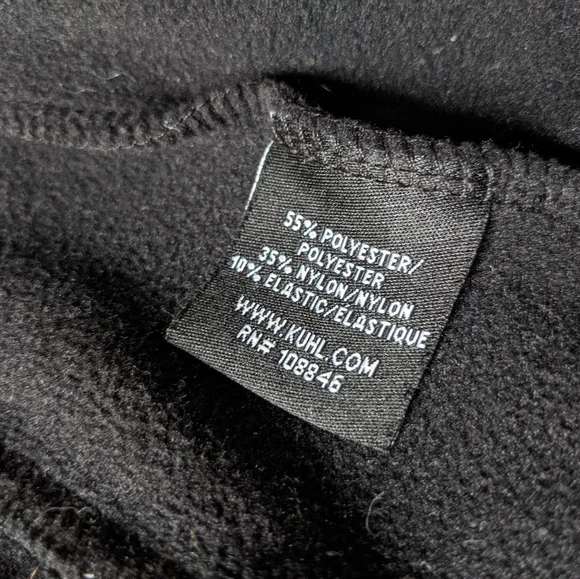 55% POLYESTER/
POLYESTER
35% NYLON/NYLON
10% ELASTIC/ELASTIQUE
WWW.KUHL.COM
RN# 108846